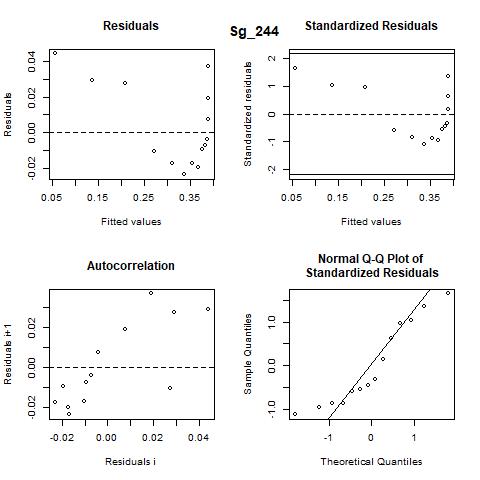 Sg_244
Residuals
Residuals
-0.02 0.00 0.02 0.04
0.05 0.15 0.25 0.35
Fitted values
Standardized Residuals
Standardized residuals
-2 -1 0 1 2
0.05 0.15 0.25 0.35
Fitted values
Autocorrelation
Residuals i+1
-0.02 0.00 0.02
-0.02 0.00 0.02 0.04
Residuals i
Normal Q-Q Plot of
Standardized Residuals
Sample Quantiles
-1.0 0.0 1.0
-1 0 1
Theoretical Quantiles